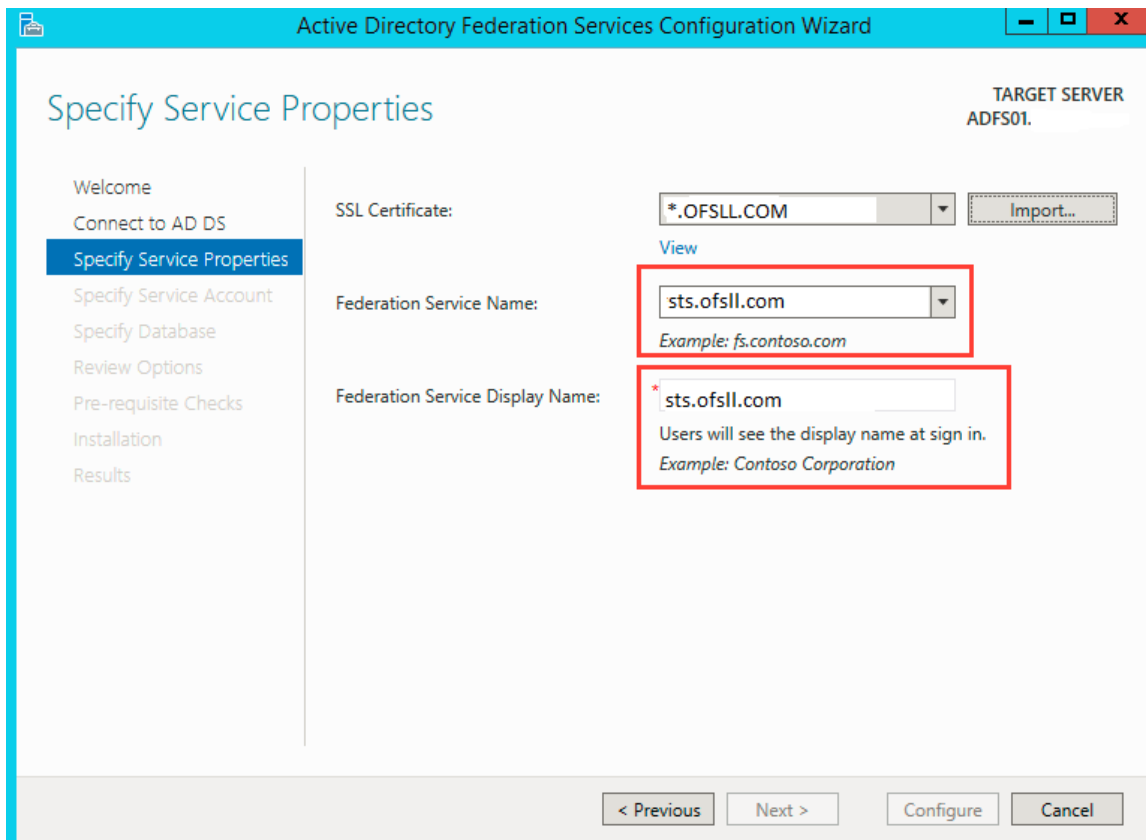 Active Directory Federation Services Configuration Wizard
Specify Service Properties
TARGET SERVER
ADFS01.
Welcome
Connect to AD DS
Specify Service Properties
Specify Service Account
Specify Database
Review Options
Pre-requisite Checks
Installation
Results
SSL Certificate: *.OFSLL.COM Import...
View
Federation Service Name: sts.ofsll.com
Example: fs.contoso.com
Federation Service Display Name: * sts.ofsll.com
Users will see the display name at sign in.
Example: Contoso Corporation
< Previous Next > Configure Cancel